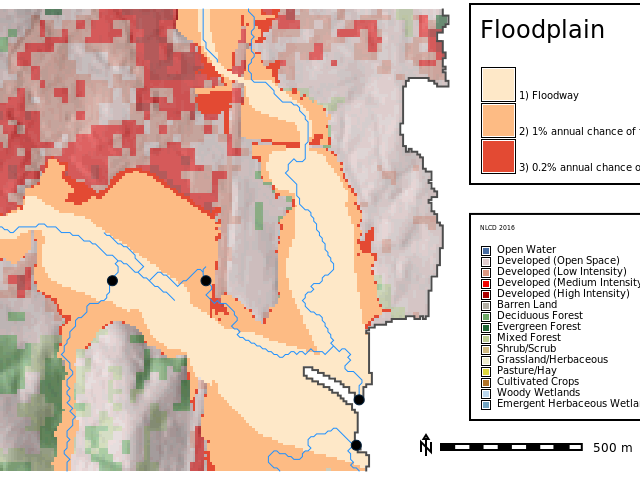 Floodplain
1) Floodway
2) 1% annual chance of
3) 0.2% annual chance o
NLCD 2016
Open Water
Developed (Open Space)
Developed (Low Intensity)
Developed (Medium Intensity
Developed (High Intensity)
Barren Land
Deciduous Forest
Evergreen Forest
Mixed Forest
Shrub/Scrub
Grassland/Herbaceous
Pasture/Hay
Cultivated Crops
Woody Wetlands
Emergent Herbaceous Wetla
N
500 m